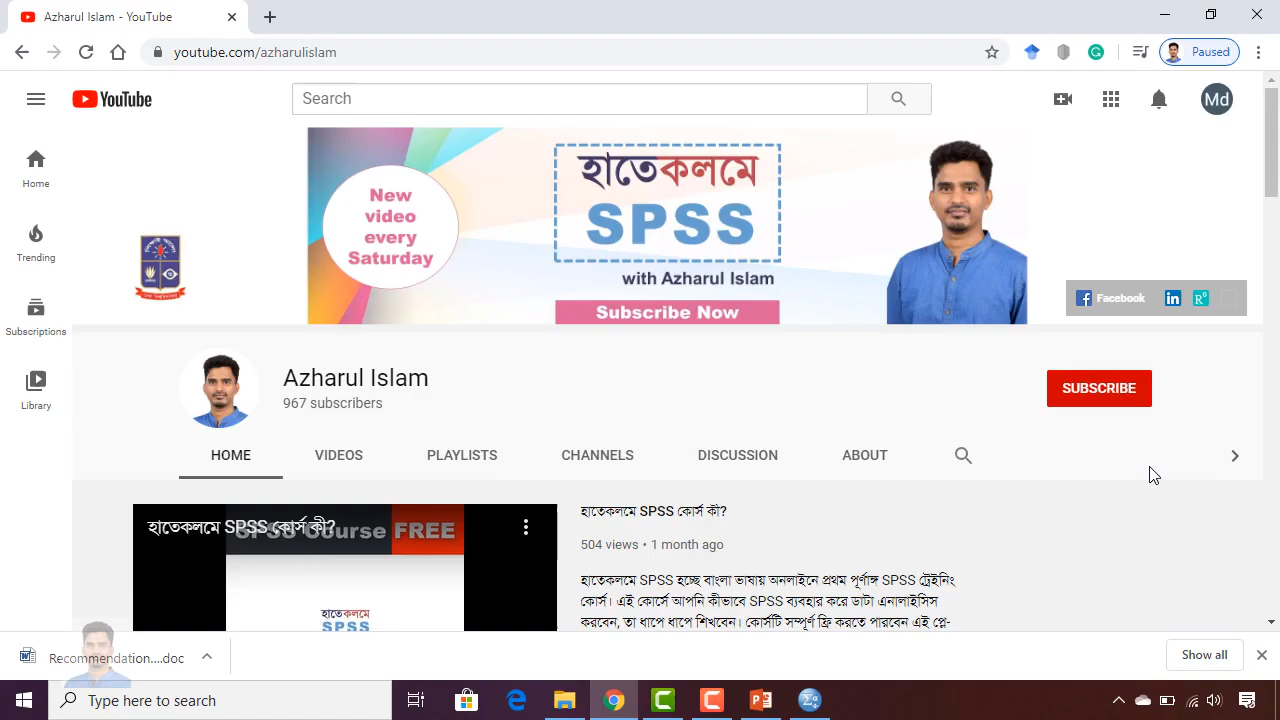 Azharul Islam - YouTube
youtube.com/azharulislam
Paused
YouTube
Search
Md
Home
Trending
Subscriptions
Library
New
video
every
Saturday
হাতেকলমে
SPSS
with Azharul Islam
Subscribe Now
Facebook
in
Azharul Islam
967 subscribers
SUBSCRIBE
HOME VIDEOS PLAYLISTS CHANNELS DISCUSSION ABOUT
হাতেকলমে SPSS কোর্স কী?
SPSS Course FREE
হাতেকলমে
SPSS
হাতেকলমে SPSS কোর্স কী?
504 views • 1 month ago
হাতেকলমে SPSS হচ্ছে বাংলা ভাষায় অনলাইনে প্রথম পূর্ণাঙ্গ SPSS ট্রেইনিং
কোর্স। এই কোর্সে আপনি কীভাবে SPSS ব্যবহার করে ডাটা এনালাইসিস
করবেন, তা ধাপে ধাপে শিখবেন। কোর্সটি সম্পূর্ণ ফ্রি করতে পারবেন এই প্লে-
Recommendation....doc
Show all
Type here to search